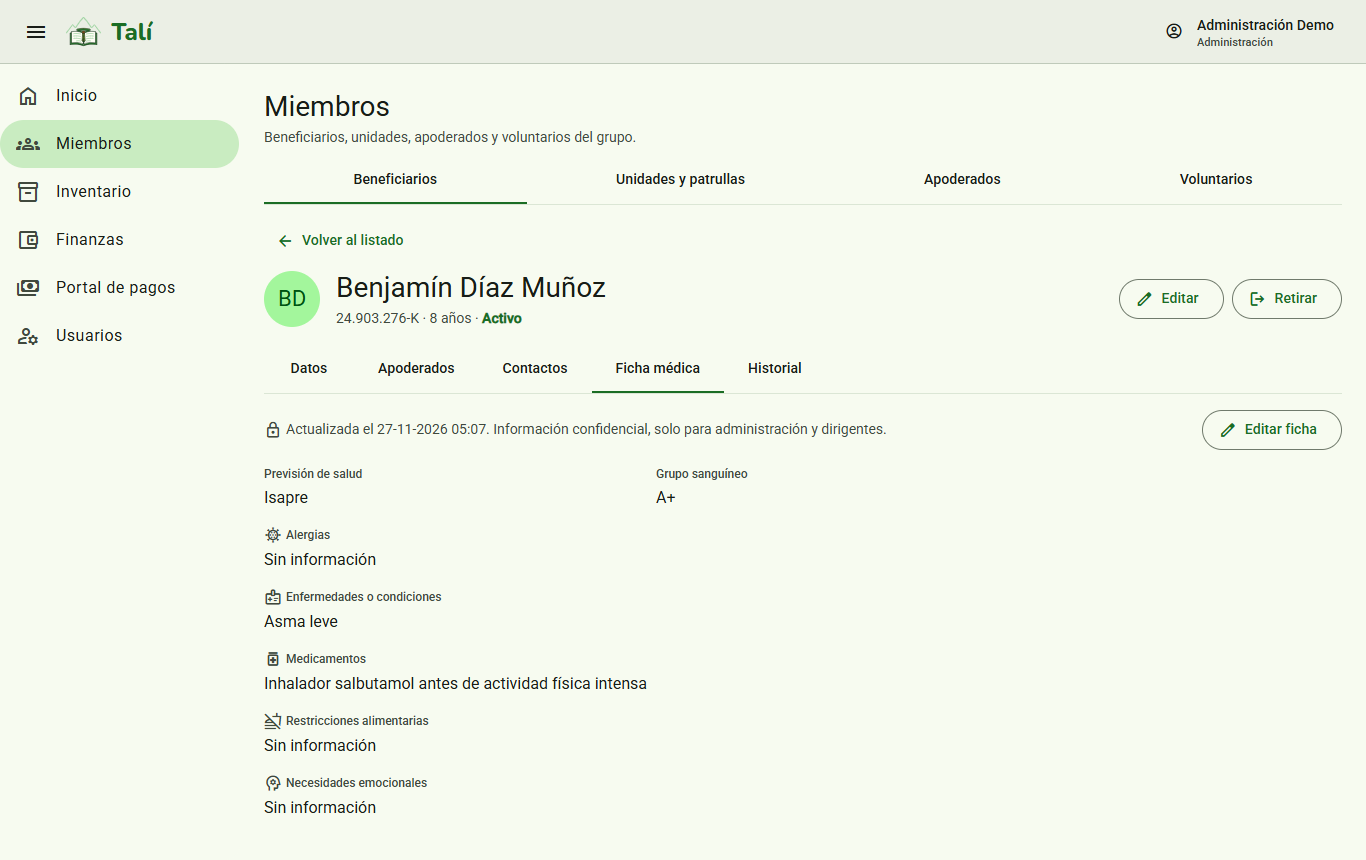 Talí
Administración Demo
Administración
Inicio
Miembros
Inventario
Finanzas
Portal de pagos
Usuarios
Miembros
Beneficiarios, unidades, apoderados y voluntarios del grupo.
Beneficiarios
Unidades y patrullas
Apoderados
Voluntarios
Volver al listado
BD
Benjamín Díaz Muñoz
24.903.276-K · 8 años · Activo
Editar
Retirar
Datos
Apoderados
Contactos
Ficha médica
Historial
Actualizada el 27-11-2026 05:07. Información confidencial, solo para administración y dirigentes.
Editar ficha
Previsión de salud
Isapre
Grupo sanguíneo
A+
Alergias
Sin información
Enfermedades o condiciones
Asma leve
Medicamentos
Inhalador salbutamol antes de actividad física intensa
Restricciones alimentarias
Sin información
Necesidades emocionales
Sin información